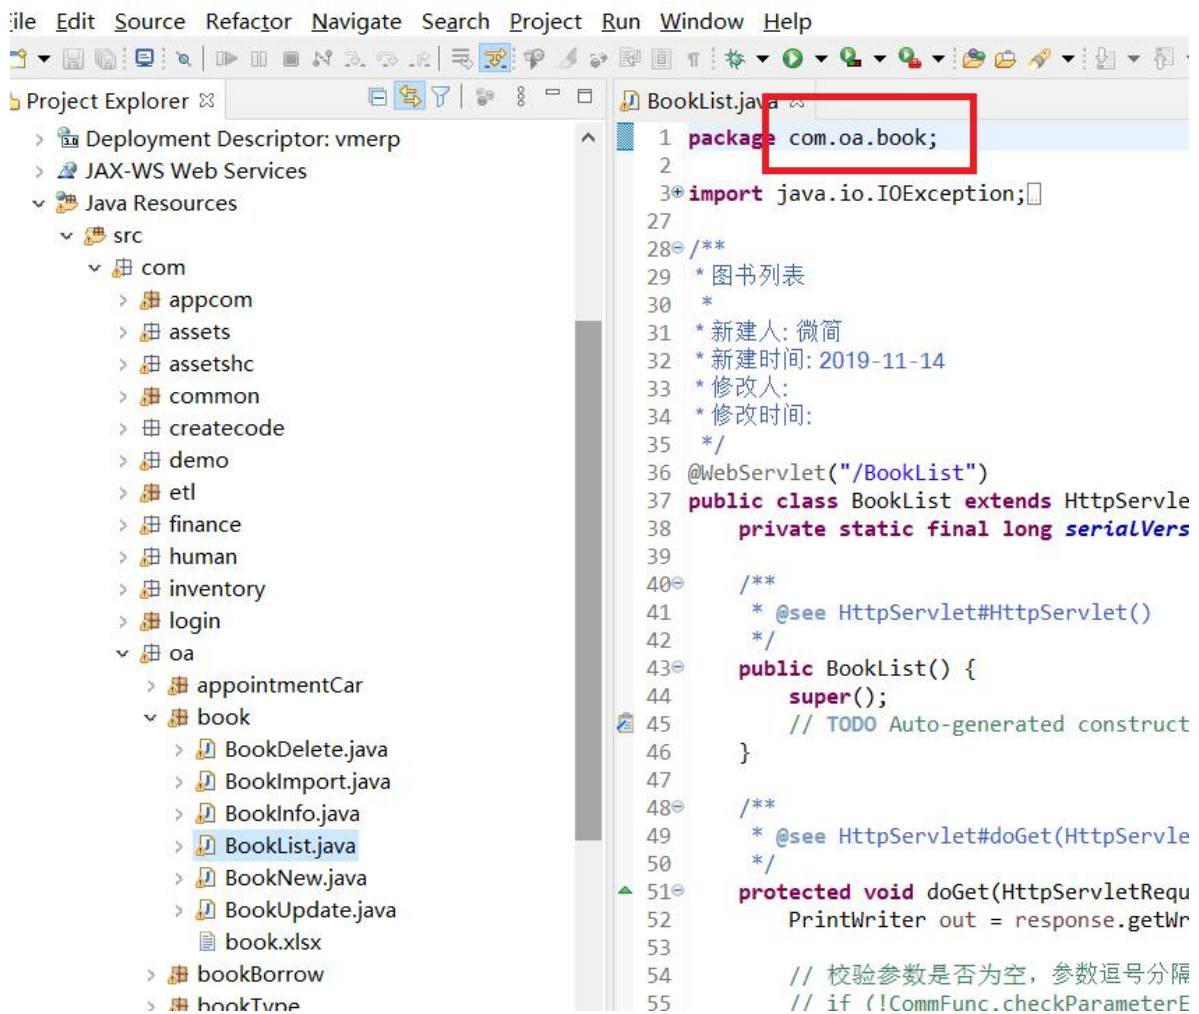 File Edit Source Refactor Navigate Search Project Run Window Help
Project Explorer
Deployment Descriptor: vmerp
JAX-WS Web Services
Java Resources
src
com
appcom
assets
assetshc
common
createcode
demo
etl
finance
human
inventory
login
oa
appointmentCar
book
BookDelete.java
BookImport.java
BookInfo.java
BookList.java
BookNew.java
BookUpdate.java
book.xlsx
bookBorrow
bookType
BookList.java
1 package com.oa.book;
2
3 import java.io.IOException;
27
28 /**
29 * 图书列表
30 *
31 * 新建人: 微简
32 * 新建时间: 2019-11-14
33 * 修改人:
34 * 修改时间:
35 */
36 @WebServlet("/BookList")
37 public class BookList extends HttpServle
38 private static final long serialVers
39
40 /**
41 * @see HttpServlet#HttpServlet()
42 */
43 public BookList() {
44 super();
45 // TODO Auto-generated construct
46 }
47
48 /**
49 * @see HttpServlet#doGet(HttpServle
50 */
51 protected void doGet(HttpServletRequ
52 PrintWriter out = response.getWr
53
54 // 校验参数是否为空，参数逗号分隔
55 // if (!CommFunc.checkParameterE